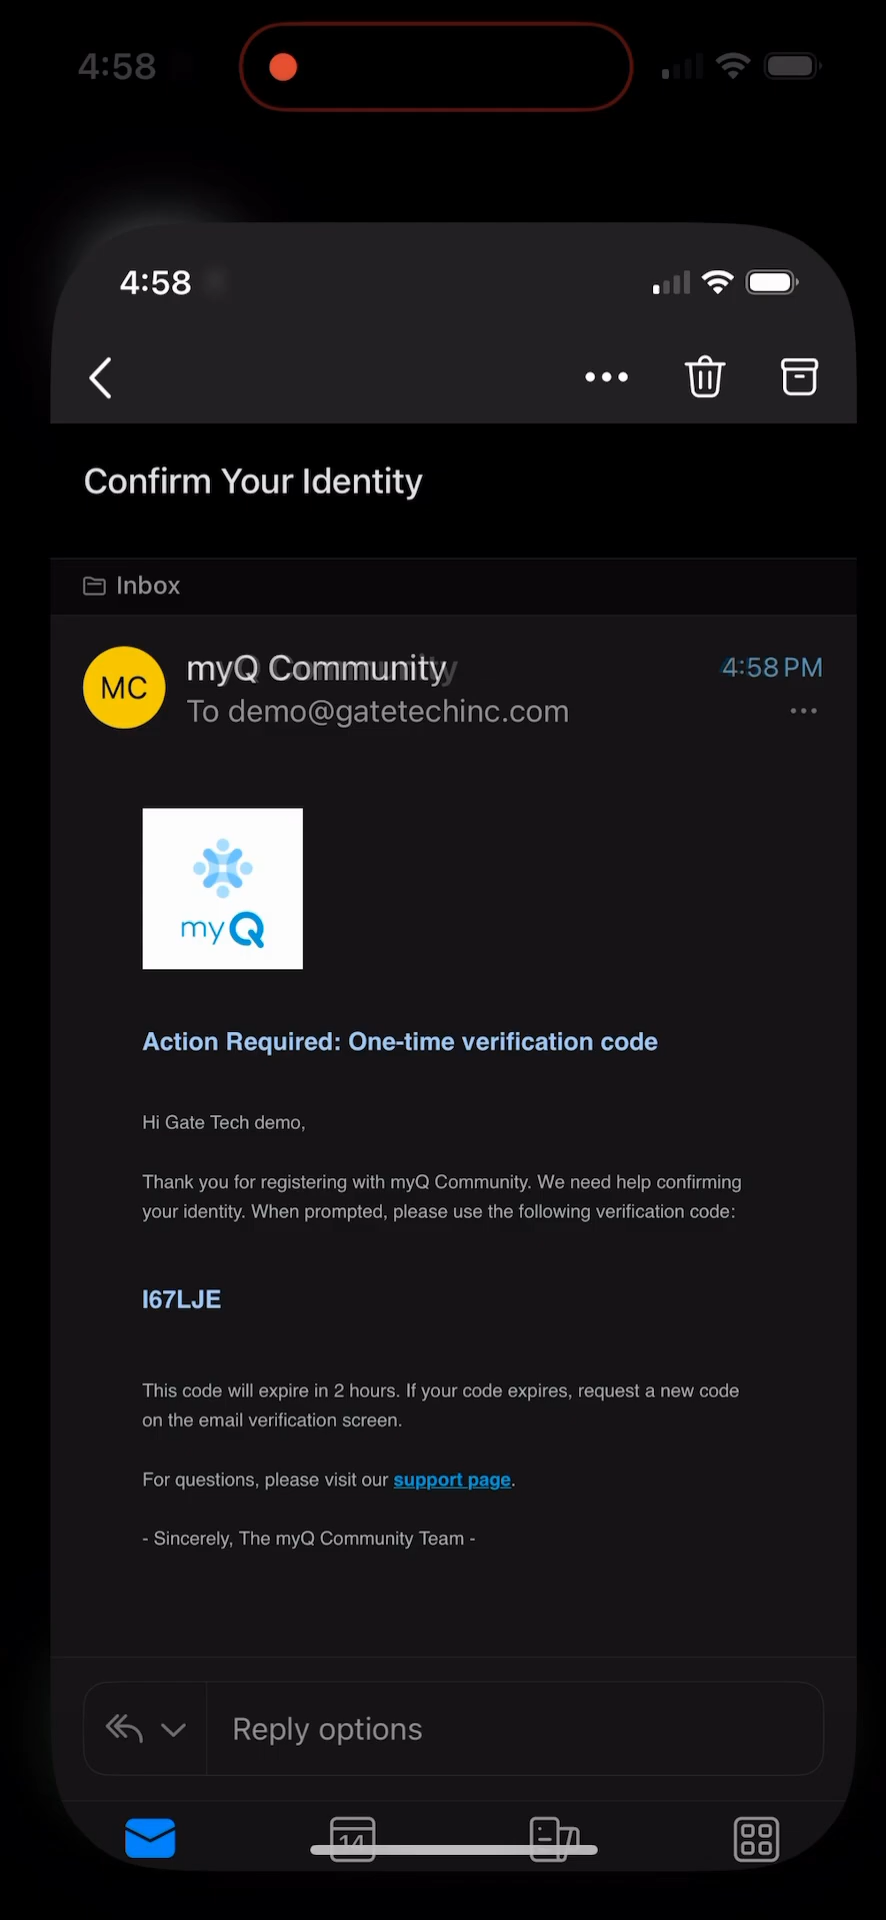 4:58
4:58
Confirm Your Identity
Inbox
MC
myQ Community
4:58 PM
To demo@gatetechinc.com
myQ
Action Required: One-time verification code
Hi Gate Tech demo,
Thank you for registering with myQ Community. We need help confirming
your identity. When prompted, please use the following verification code:
I67LJE
This code will expire in 2 hours. If your code expires, request a new code
on the email verification screen.
For questions, please visit our support page.
- Sincerely, The myQ Community Team -
Reply options
14